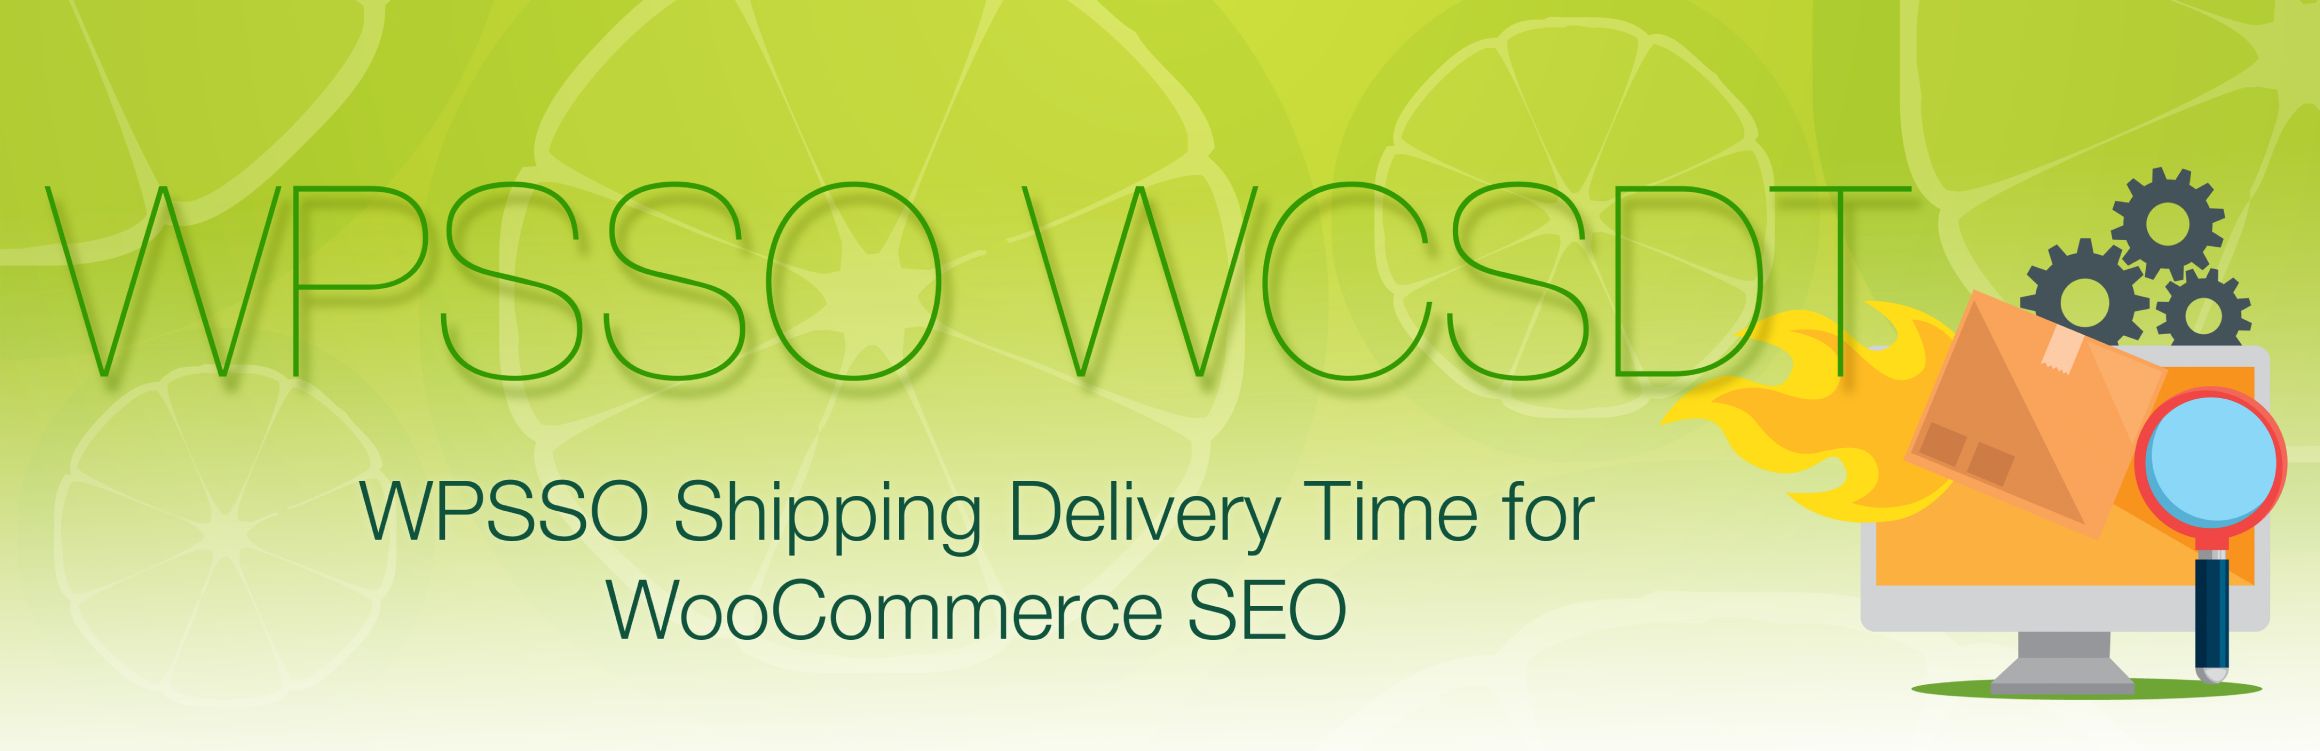 WPSSO WCSDT
WPSSO Shipping Delivery Time for
WooCommerce SEO